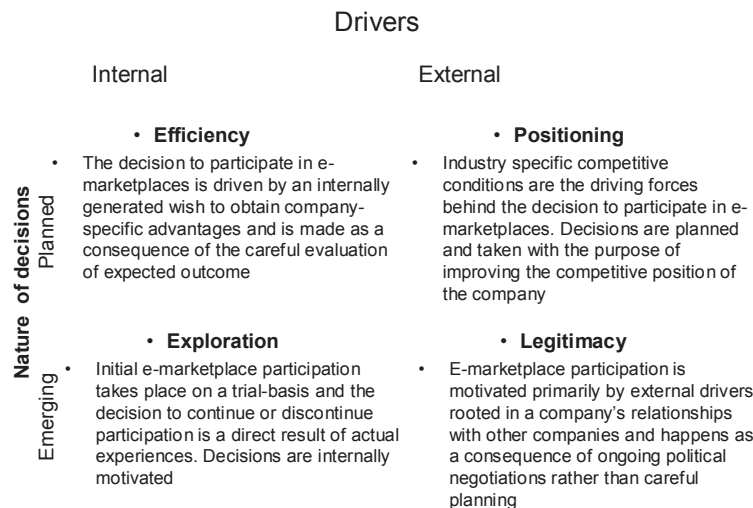 Drivers
Internal
External
Nature of decisions
Planned
• Efficiency
• The decision to participate in e-
marketplaces is driven by an internally
generated wish to obtain company-
specific advantages and is made as a
consequence of the careful evaluation
of expected outcome
• Positioning
• Industry specific competitive
conditions are the driving forces
behind the decision to participate in e-
marketplaces. Decisions are planned
and taken with the purpose of
improving the competitive position of
the company
Emerging
• Exploration
• Initial e-marketplace participation
takes place on a trial-basis and the
decision to continue or discontinue
participation is a direct result of actual
experiences. Decisions are internally
motivated
• Legitimacy
• E-marketplace participation is
motivated primarily by external drivers
rooted in a company’s relationships
with other companies and happens as
a consequence of ongoing political
negotiations rather than careful
planning